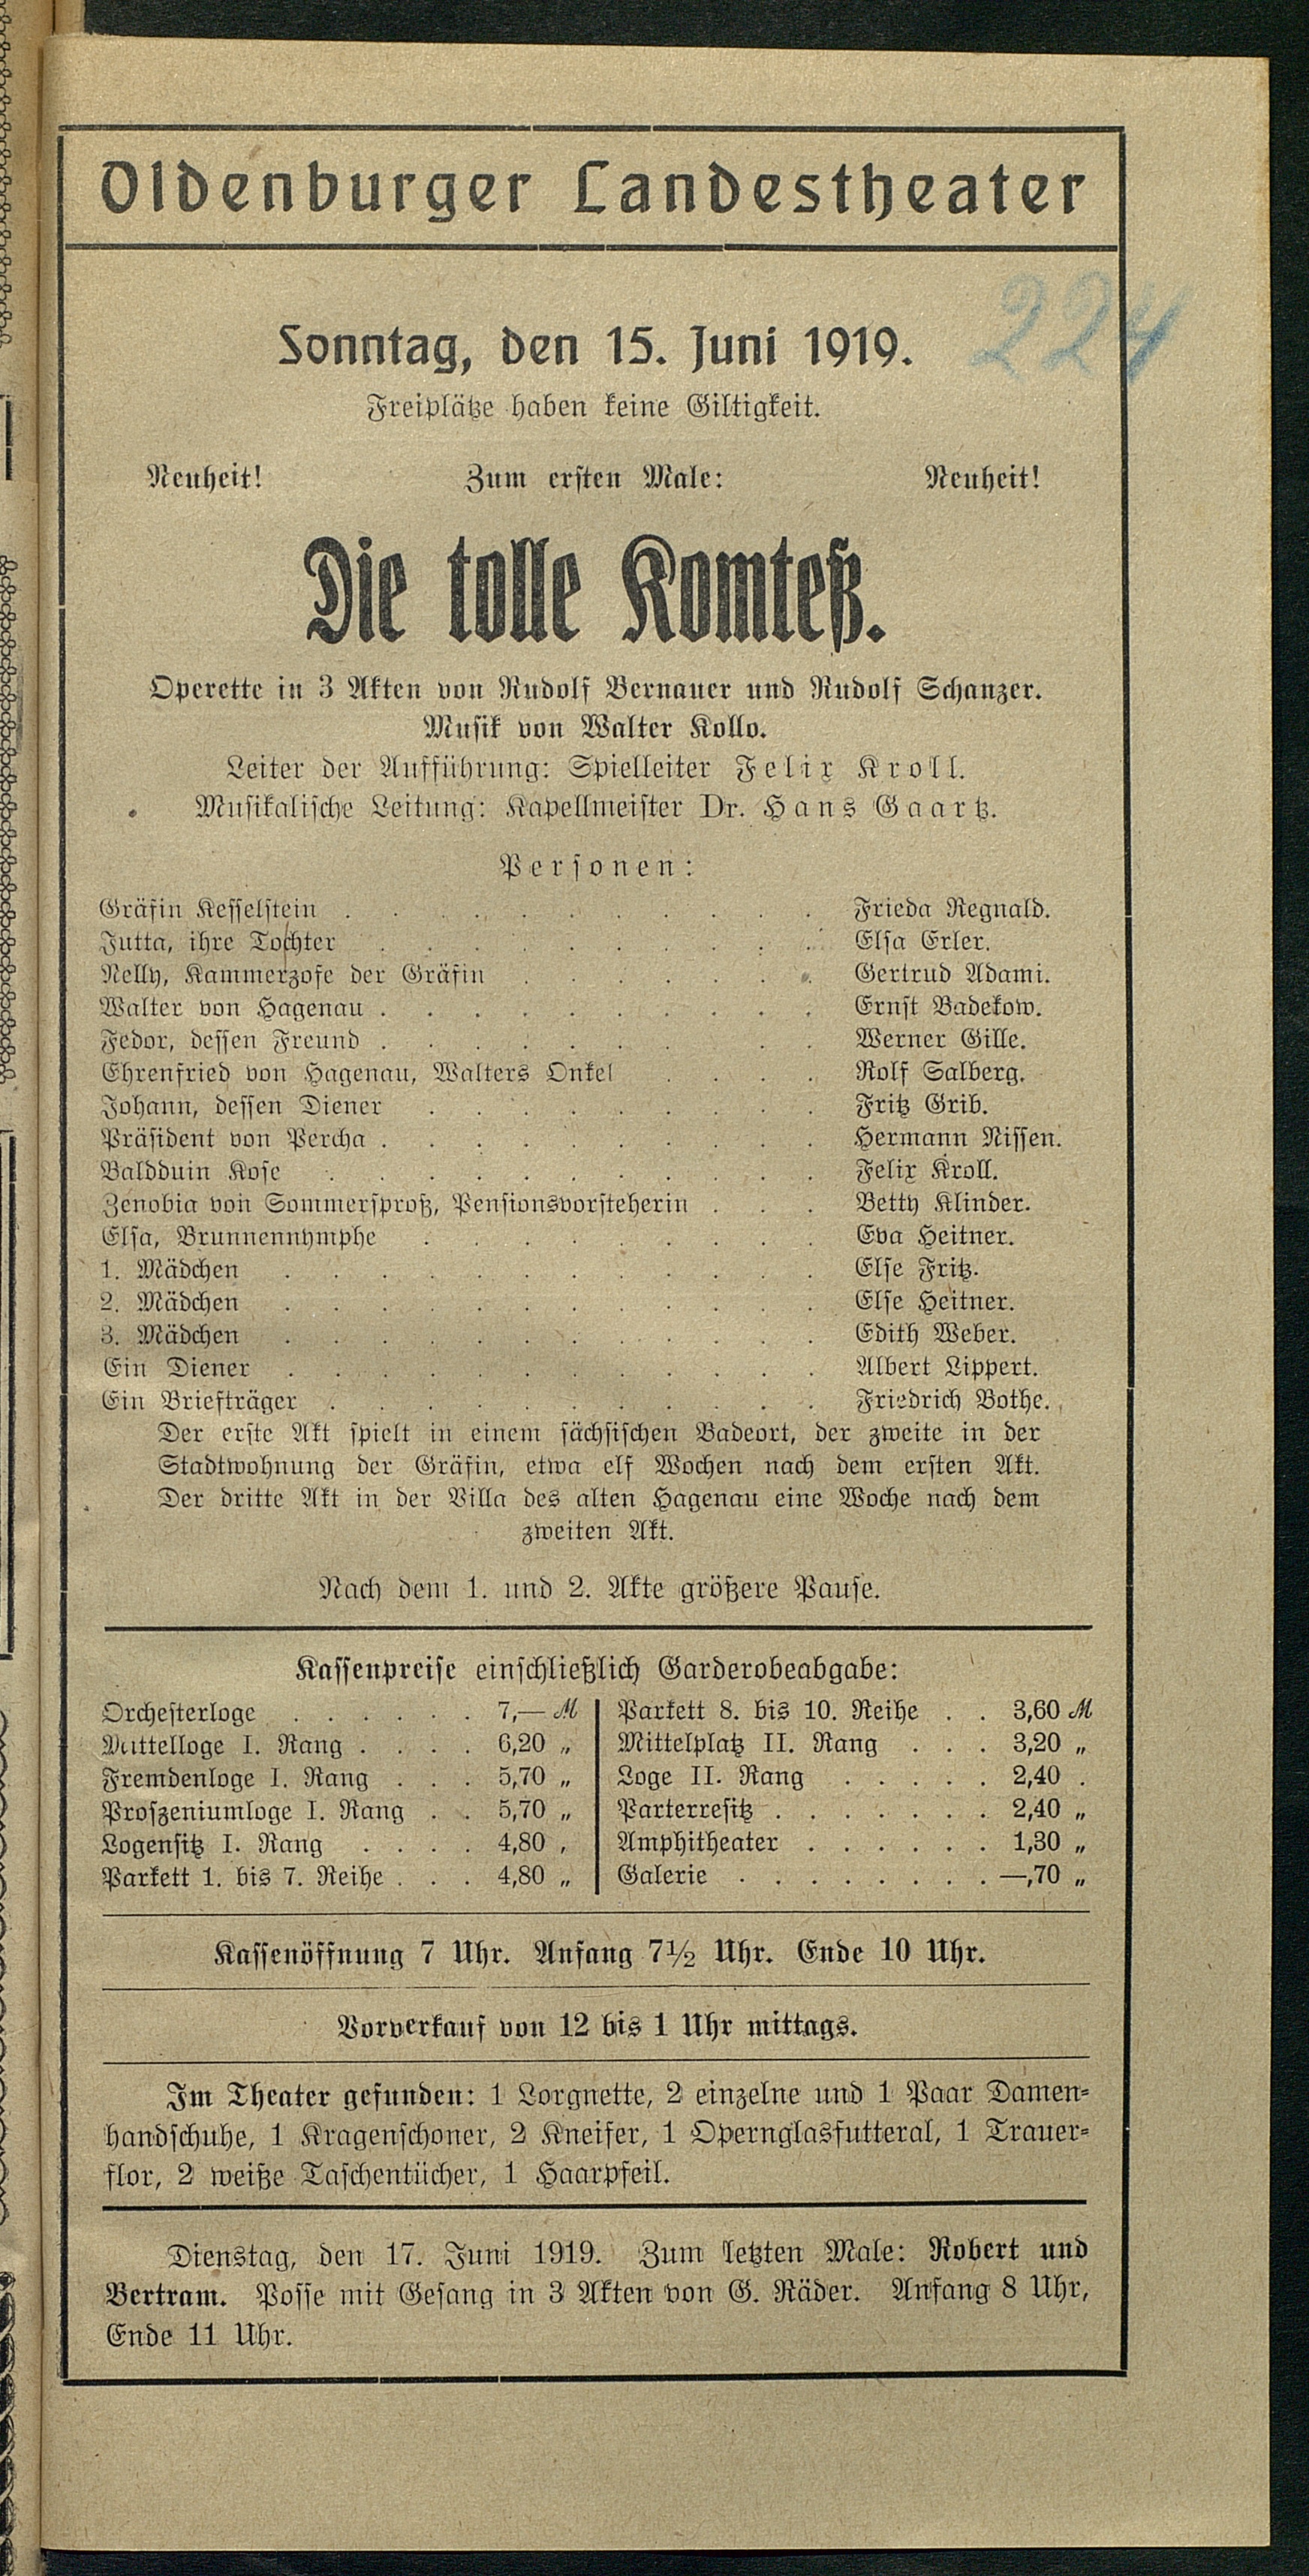 Oldenburger Landestheater
224
Sonntag, den 15. Juni 1919.
Freiplätze haben keine Giltigkeit.
Neuheit! Zum ersten Male: Neuheit!
Die tolle Komteß.
Operette in 3 Akten von Rudolf Bernauer und Rudolf Schanzer.
Musik von Walter Kollo.
Leiter der Aufführung: Spielleiter Felix Kroll.
Musikalische Leitung: Kapellmeister Dr. Hans Gaartz.
Personen:
Gräfin Kesselstein . . . . . . . . . . . Frieda Regnald.
Jutta, ihre Tochter . . . . . . . . . . Elsa Erler.
Nelly, Kammerzofe der Gräfin . . . . . . . Gertrud Adami.
Walter von Hagenau . . . . . . . . . . Ernst Badekow.
Fedor, dessen Freund . . . . . . . . . Werner Gille.
Ehrenfried von Hagenau, Walters Onkel . . . . Rolf Salberg.
Johann, dessen Diener . . . . . . . . . Fritz Grib.
Präsident von Percha . . . . . . . . . . Hermann Nissen.
Baldduin Kose . . . . . . . . . . . Felix Kroll.
Zenobia von Sommersproß, Pensionsvorsteherin . . . Betty Klinder.
Elsa, Brunnennymphe . . . . . . . . . Eva Heitner.
1. Mädchen . . . . . . . . . . . . Else Fritz.
2. Mädchen . . . . . . . . . . . . Else Heitner.
3. Mädchen . . . . . . . . . . . . Edith Weber.
Ein Diener . . . . . . . . . . . . Albert Lippert.
Ein Briefträger . . . . . . . . . . . Friedrich Bothe.
Der erste Akt spielt in einem sächsischen Badeort, der zweite in der
Stadtwohnung der Gräfin, etwa elf Wochen nach dem ersten Akt.
Der dritte Akt in der Villa des alten Hagenau eine Woche nach dem
zweiten Akt.
Nach dem 1. und 2. Akte größere Pause.
Kassenpreise einschließlich Garderobeabgabe:
Orchesterloge . . . . . . 7,— ℳ
Mittelloge I. Rang . . . . 6,20 „
Fremdenloge I. Rang . . . 5,70 „
Proszeniumloge I. Rang . . 5,70 „
Logensitz I. Rang . . . . 4,80 ,
Parkett 1. bis 7. Reihe . . . 4,80 „
Parkett 8. bis 10. Reihe . . 3,60 ℳ
Mittelplatz II. Rang . . . 3,20 „
Loge II. Rang . . . . . 2,40 .
Parterresitz . . . . . . . 2,40 „
Amphitheater . . . . . . 1,30 „
Galerie . . . . . . . . —,70 „
Kassenöffnung 7 Uhr. Anfang 7½ Uhr. Ende 10 Uhr.
Vorverkauf von 12 bis 1 Uhr mittags.
Im Theater gefunden: 1 Lorgnette, 2 einzelne und 1 Paar Damen-
handschuhe, 1 Kragenschoner, 2 Kneifer, 1 Opernglasfutteral, 1 Trauer-
flor, 2 weiße Taschentücher, 1 Haarpfeil.
Dienstag, den 17. Juni 1919. Zum letzten Male: Robert und
Bertram. Posse mit Gesang in 3 Akten von G. Räder. Anfang 8 Uhr,
Ende 11 Uhr.